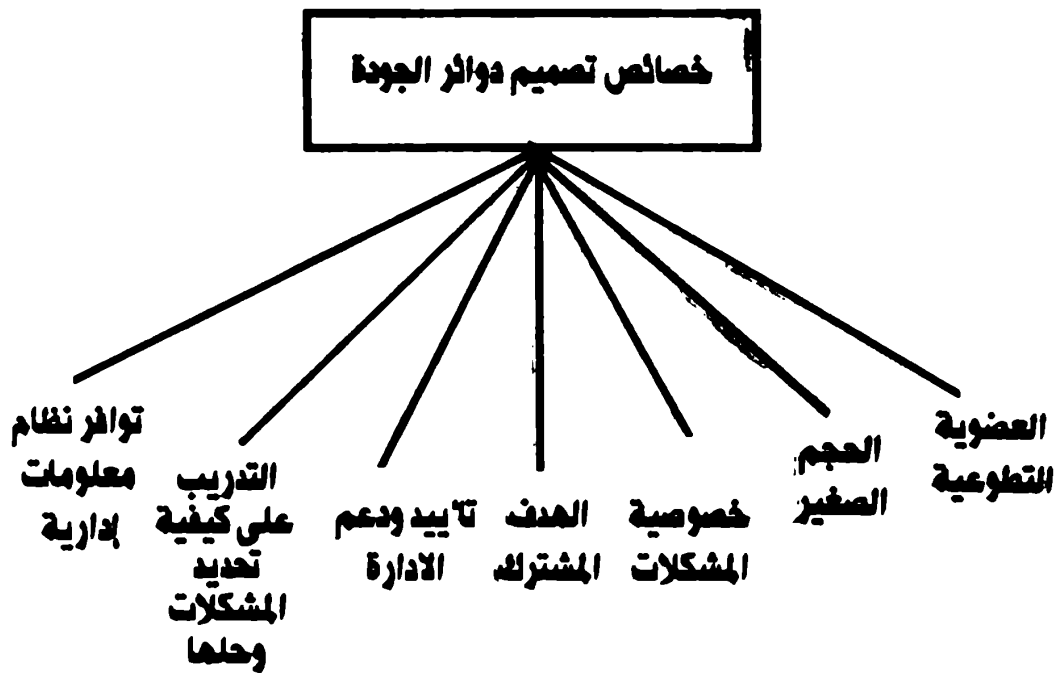 خصائص تصميم دوائر الجودة
العضوية
التطوعية
الحجم
الصغير
خصوصية
المشكلات
الهدف
المشترك
تاييد ودعم
الادارة
التدريب
على كيفية
تحديد
المشكلات
وحلها
توافر نظام
معلومات
إدارية